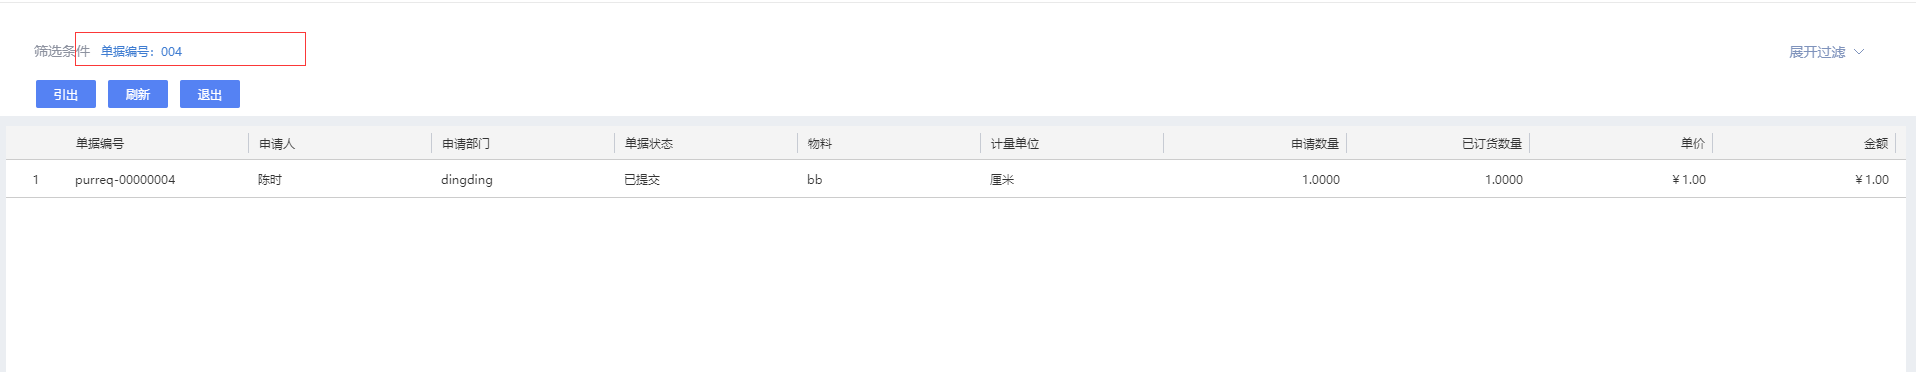 筛选条件 单据编号：004 展开过滤
引出 刷新 退出
单据编号 申请人 申请部门 单据状态 物料 计量单位 申请数量 已订货数量 单价 金额
1 purreq-00000004 陈时 dingding 已提交 bb 厘米 1.0000 1.0000 ￥1.00 ￥1.00